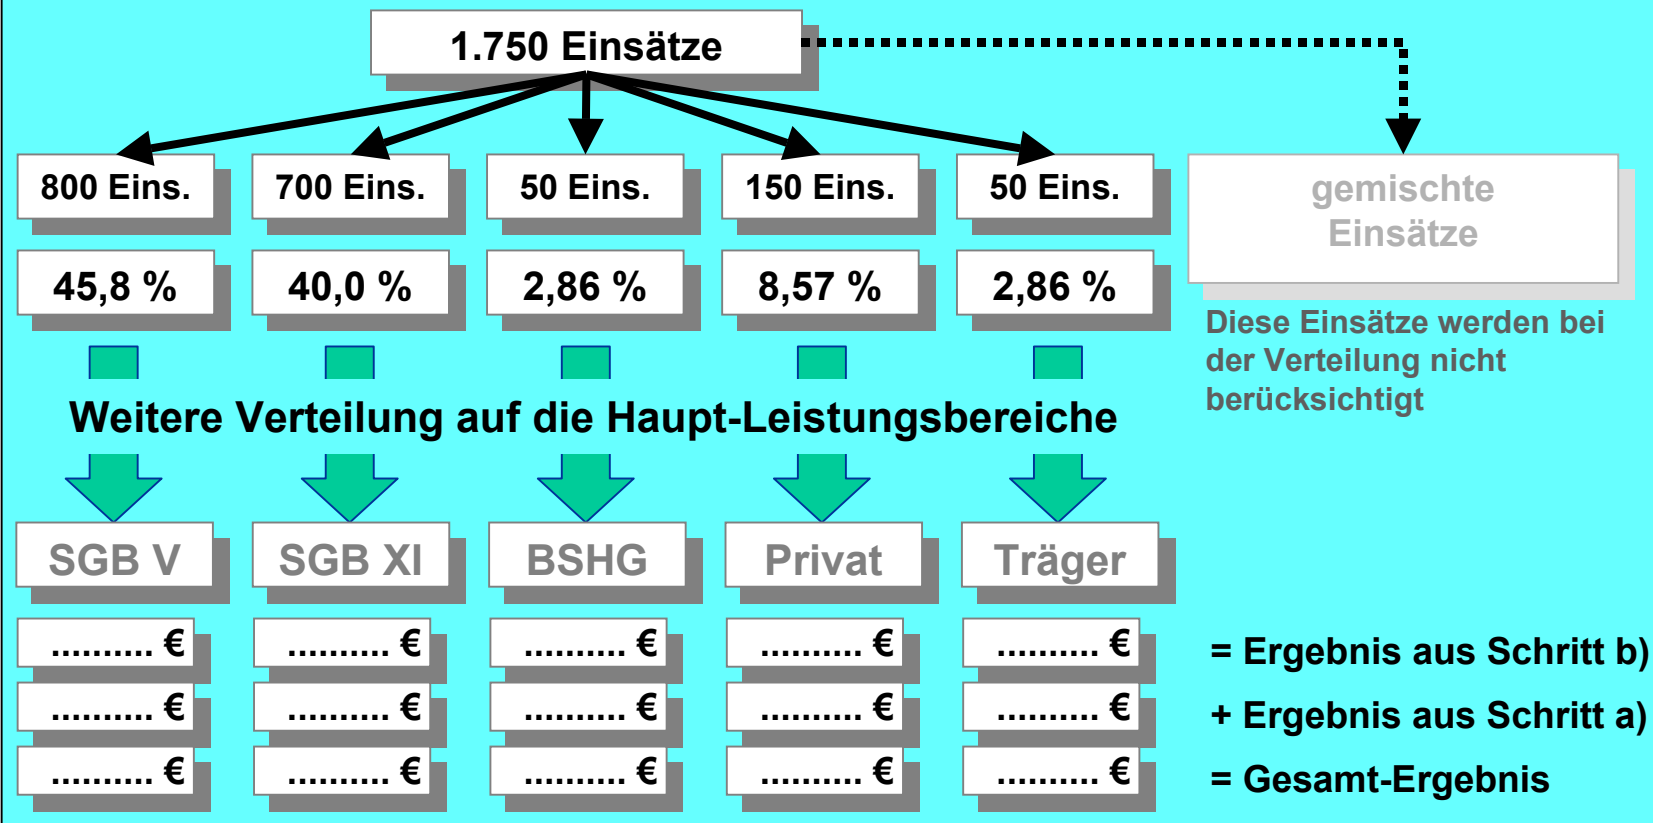 1.750 Einsätze
800 Eins. 700 Eins. 50 Eins. 150 Eins. 50 Eins.
gemischte
Einsätze
45,8 % 40,0 % 2,86 % 8,57 % 2,86 %
Diese Einsätze werden bei
der Verteilung nicht
berücksichtigt
Weitere Verteilung auf die Haupt-Leistungsbereiche
SGB V SGB XI BSHG Privat Träger
.......... € .......... € .......... € .......... € .......... € = Ergebnis aus Schritt b)
.......... € .......... € .......... € .......... € .......... € + Ergebnis aus Schritt a)
.......... € .......... € .......... € .......... € .......... € = Gesamt-Ergebnis